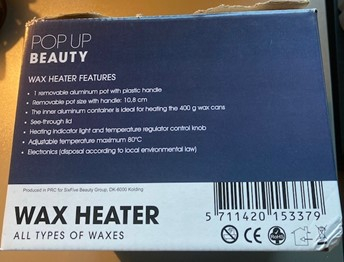 POP UP
BEAUTY
WAX HEATER FEATURES
• 1 removable aluminum pot with plastic handle
• Removable pot size with handle: 10,8 cm
• The inner aluminum container is ideal for heating the 400 g wax cans
• See-through lid
• Heating indicator light and temperature regulator control knob
• Adjustable temperature maximum 80°C
• Electronics (disposal according to local environmental law)
Produced in PRC for SixFive Beauty Group, DK-6000 Kolding
WAX HEATER
ALL TYPES OF WAXES
5 711420 153379
CE
RoHS